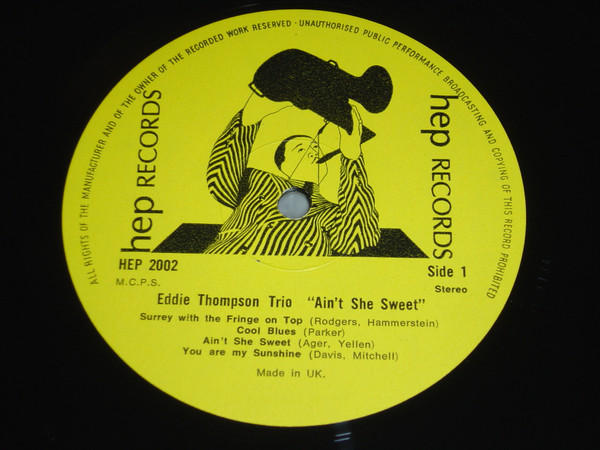 ALL RIGHTS OF THE MANUFACTURER AND OF THE OWNER OF THE RECORDED WORK RESERVED · UNAUTHORISED PUBLIC PERFORMANCE BROADCASTING AND COPYING OF THIS RECORD PROHIBITED
hep RECORDS
hep RECORDS
HEP 2002
Side 1
M.C.P.S.
Stereo
Eddie Thompson Trio "Ain't She Sweet"
Surrey with the Fringe on Top (Rodgers, Hammerstein)
Cool Blues (Parker)
Ain't She Sweet (Ager, Yellen)
You are my Sunshine (Davis, Mitchell)
Made in UK.